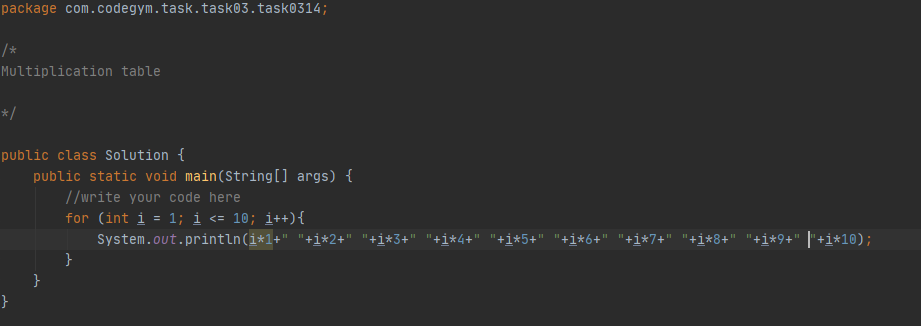 package com.codegym.task.task03.task0314;
/*
Multiplication table
*/
public class Solution {
public static void main(String[] args) {
//write your code here
for (int i = 1; i <= 10; i++){
System.out.println(i*1+" "+i*2+" "+i*3+" "+i*4+" "+i*5+" "+i*6+" "+i*7+" "+i*8+" "+i*9+" "+i*10);
}
}
}